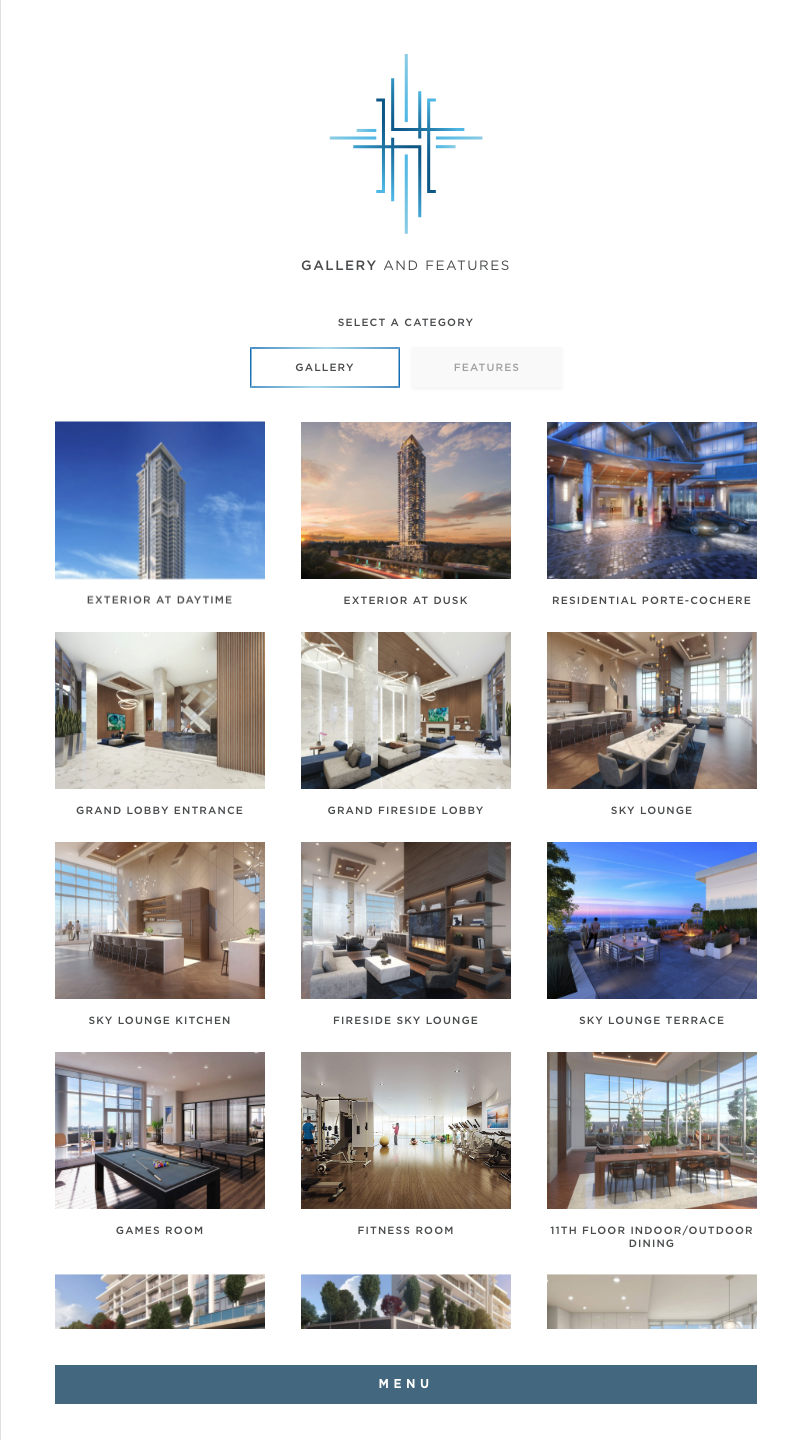 GALLERY AND FEATURES
SELECT A CATEGORY
GALLERY
FEATURES
EXTERIOR AT DAYTIME
EXTERIOR AT DUSK
RESIDENTIAL PORTE-COCHERE
GRAND LOBBY ENTRANCE
GRAND FIRESIDE LOBBY
SKY LOUNGE
SKY LOUNGE KITCHEN
FIRESIDE SKY LOUNGE
SKY LOUNGE TERRACE
GAMES ROOM
FITNESS ROOM
11TH FLOOR INDOOR/OUTDOOR
DINING
MENU